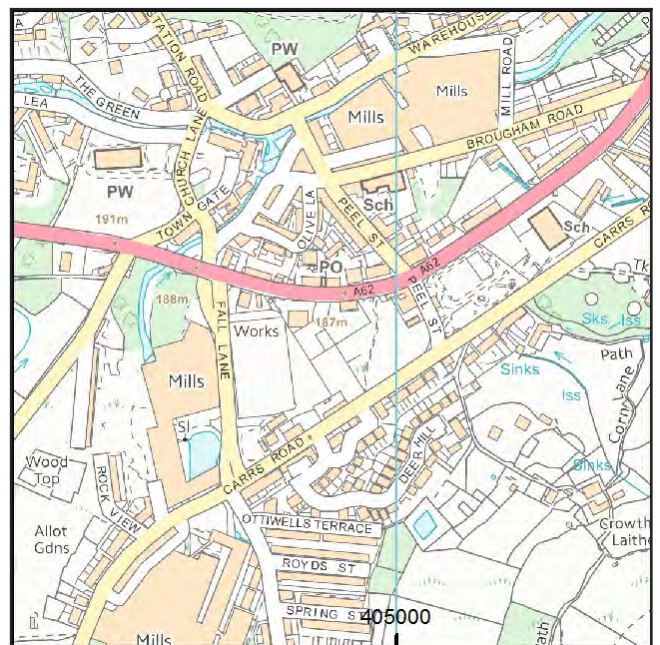 A
STATION ROAD
PW
WAREHOUSE
THE GREEN
LEA
Mills
Mills
MILL ROAD
BROUGHAM ROAD
CHURCH LANE
PW
TOWN GATE
191m
OLIVE LA
PEEL ST
Sch
Sch
CARRS RO
PO
A62
A62
PEEL ST
188m
187m
FALL LANE
Works
Mills
Sl
Tk
Sks
Iss
Path
Sinks
Iss
Corn Lane
Sinks
CARRS ROAD
DEER HILL
Wood
Top
ROCK VIEW
Allot
Gdns
OTTIWELLS TERRACE
Crowth
Laithe
ROYDS ST
SPRING ST
405000
Path
Mills